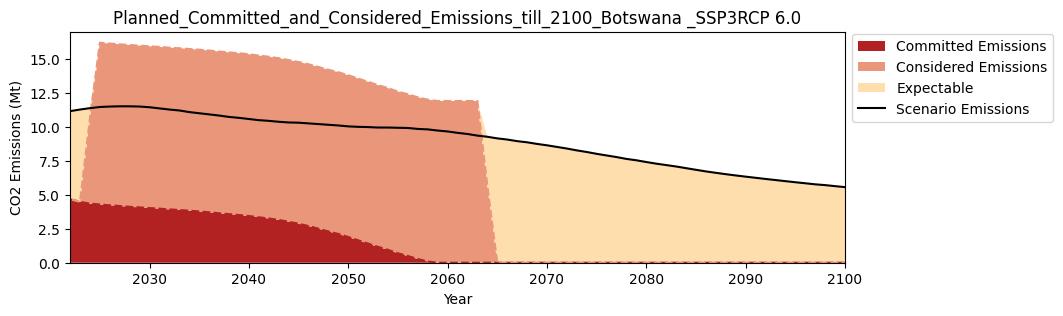 Planned_Committed_and_Considered_Emissions_till_2100_Botswana _SSP3RCP 6.0
Committed Emissions
Considered Emissions
Expectable
Scenario Emissions
CO2 Emissions (Mt)
15.0
12.5
10.0
7.5
5.0
2.5
0.0
2030
2040
2050
2060
2070
2080
2090
2100
Year